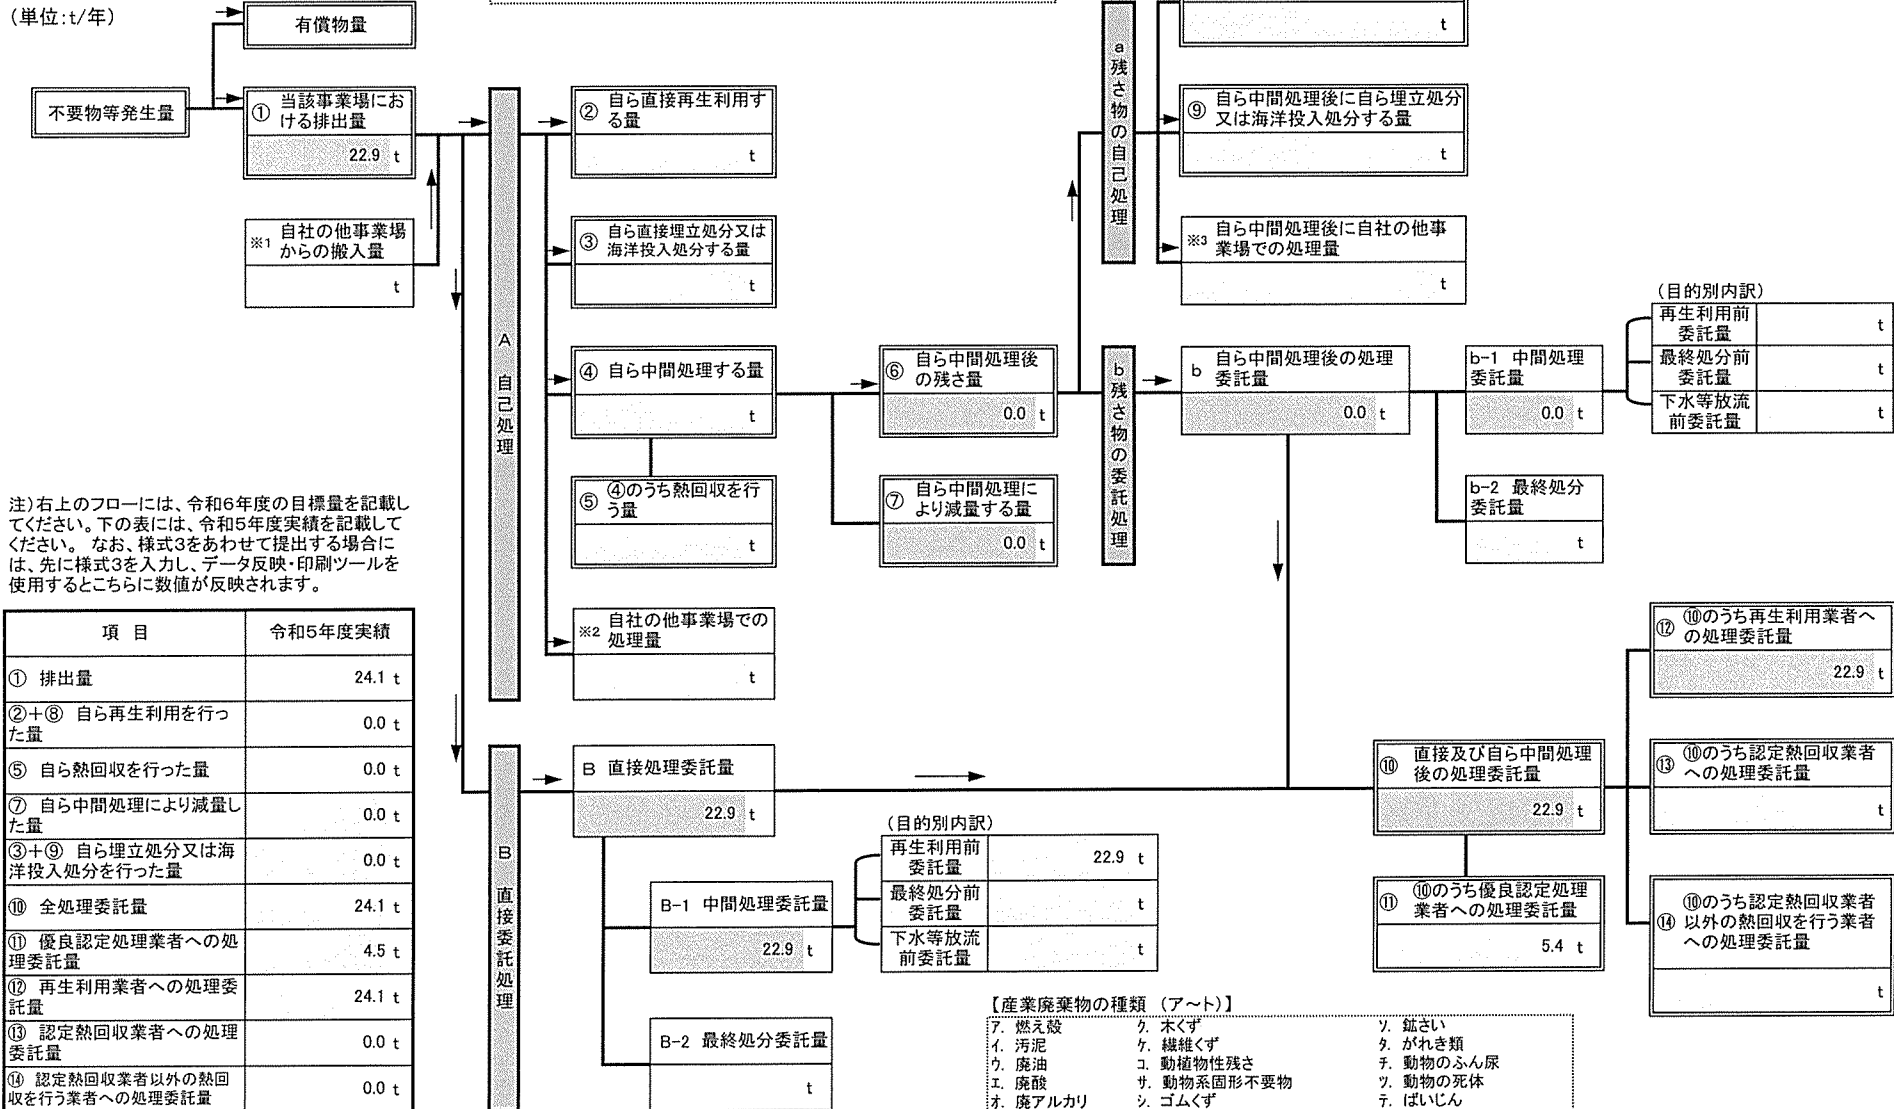 (単位:t/年)
有償物量
不要物等発生量
① 当該事業場にお
ける排出量
22.9 t
※1 自社の他事業場
からの搬入量
t
A 自己処理
② 自ら直接再生利用す
る量
t
③ 自ら直接埋立処分又は
海洋投入処分する量
t
④ 自ら中間処理する量
t
⑤ ④のうち熱回収を行
う量
t
※2 自社の他事業場での
処理量
t
⑥ 自ら中間処理後
の残さ量
0.0 t
⑦ 自ら中間処理に
より減量する量
0.0 t
a 残さ物の自己処理
t
⑨ 自ら中間処理後に自ら埋立処分
又は海洋投入処分する量
t
※3 自ら中間処理後に自社の他事
業場での処理量
t
b 残さ物の委託処理
b 自ら中間処理後の処理
委託量
0.0 t
b-1 中間処理
委託量
0.0 t
b-2 最終処分
委託量
t
(目的別内訳)
再生利用前
委託量
t
最終処分前
委託量
t
下水等放流
前委託量
t
注)右上のフローには、令和6年度の目標量を記載し
てください。下の表には、令和5年度実績を記載して
ください。 なお、様式3をあわせて提出する場合に
は、先に様式3を入力し、データ反映・印刷ツールを
使用するとこちらに数値が反映されます。
項 目 令和5年度実績
① 排出量 24.1 t
②+⑧ 自ら再生利用を行っ
た量 0.0 t
⑤ 自ら熱回収を行った量 0.0 t
⑦ 自ら中間処理により減量し
た量 0.0 t
③+⑨ 自ら埋立処分又は海
洋投入処分を行った量 0.0 t
⑩ 全処理委託量 24.1 t
⑪ 優良認定処理業者への処
理委託量 4.5 t
⑫ 再生利用業者への処理委
託量 24.1 t
⑬ 認定熱回収業者への処理
委託量 0.0 t
⑭ 認定熱回収業者以外の熱回
収を行う業者への処理委託量 0.0 t
B 直接委託処理
B 直接処理委託量
22.9 t
B-1 中間処理委託量
22.9 t
B-2 最終処分委託量
t
(目的別内訳)
再生利用前
委託量
22.9 t
最終処分前
委託量
t
下水等放流
前委託量
t
⑩ 直接及び自ら中間処理
後の処理委託量
22.9 t
⑪ ⑩のうち優良認定処理
業者への処理委託量
5.4 t
⑫ ⑩のうち再生利用業者へ
の処理委託量
22.9 t
⑬ ⑩のうち認定熱回収業者
への処理委託量
t
⑭ ⑩のうち認定熱回収業者
以外の熱回収を行う業者
への処理委託量
t
【産業廃棄物の種類 (ア~ト)】
ア. 燃え殻 ク. 木くず ソ. 鉱さい
イ. 汚泥 ケ. 繊維くず タ. がれき類
ウ. 廃油 コ. 動植物性残さ チ. 動物のふん尿
エ. 廃酸 サ. 動物系固形不要物 ツ. 動物の死体
オ. 廃アルカリ シ. ゴムくず テ. ばいじん